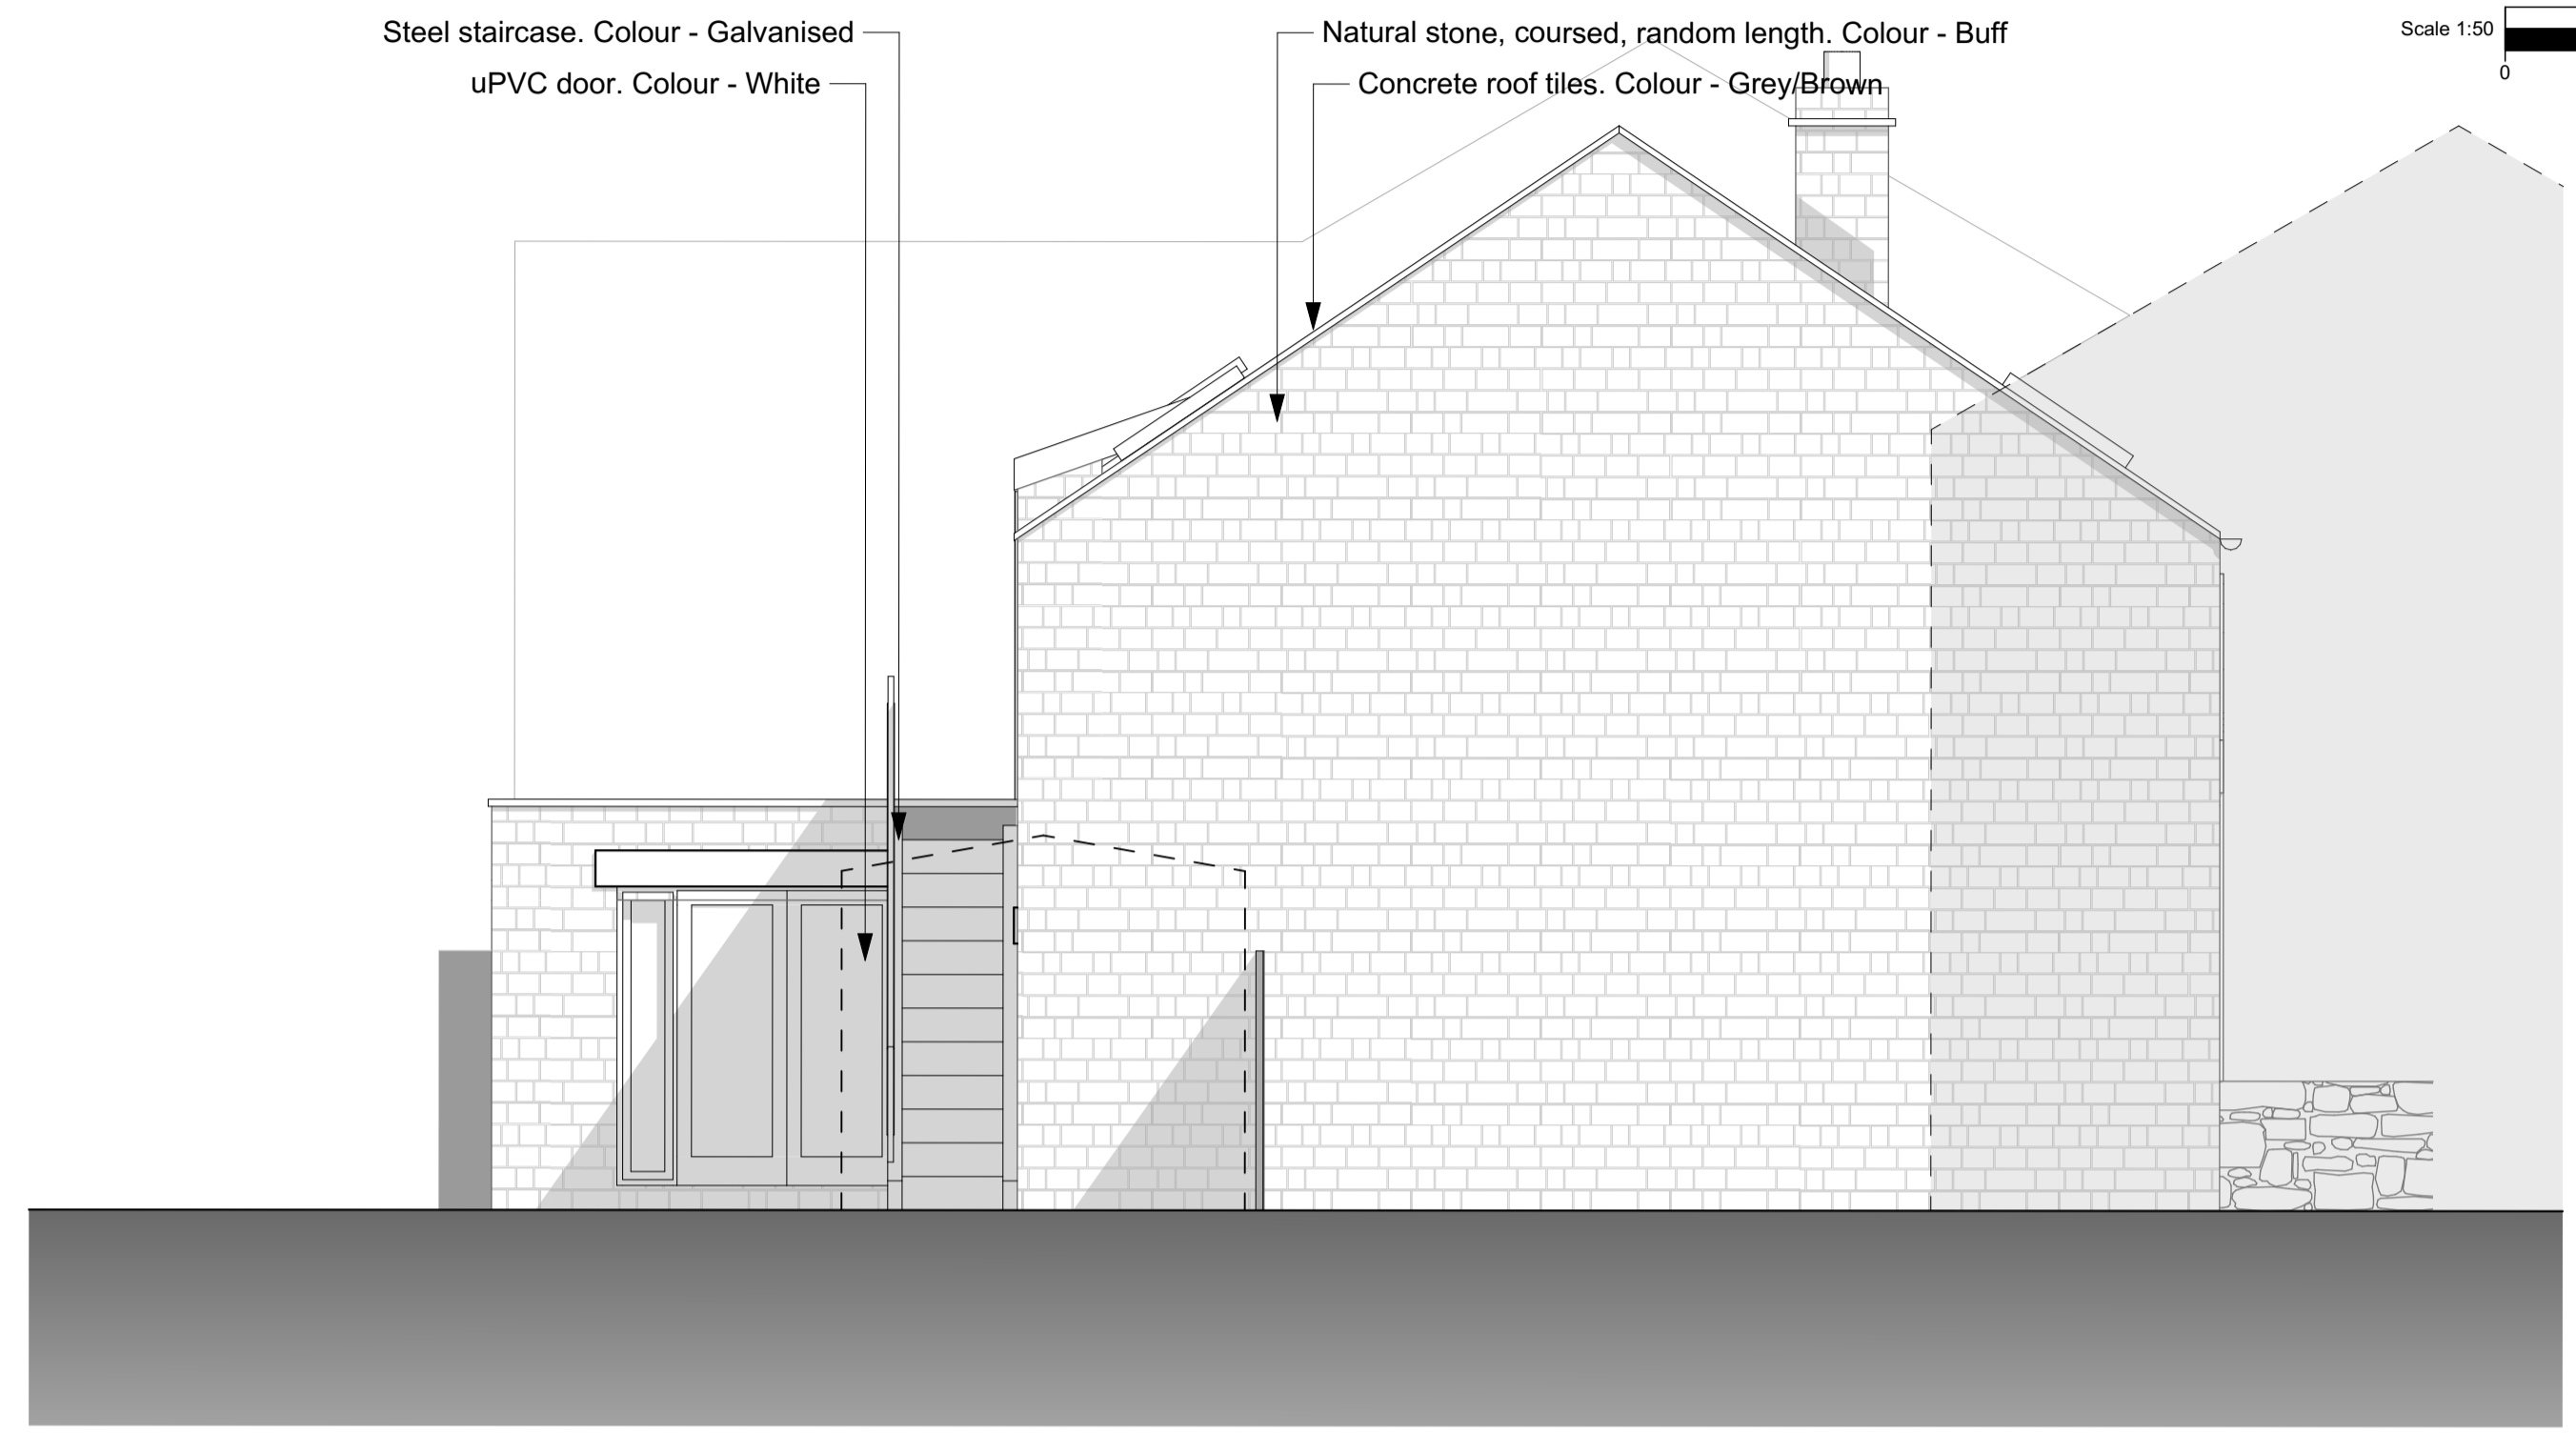 Steel staircase. Colour - Galvanised
uPVC door. Colour - White
Natural stone, coursed, random length. Colour - Buff
Concrete roof tiles. Colour - Grey/Brown
Scale 1:50
0